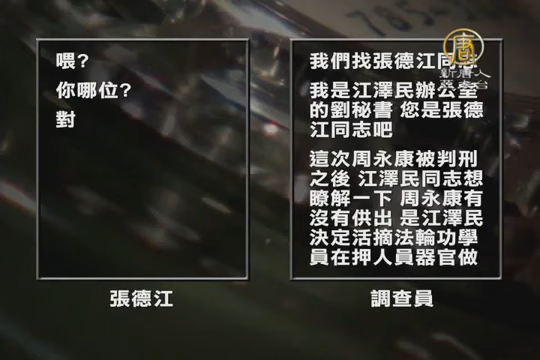 喂?
你哪位?
對
我們找張德江同
我是江澤民辦公室
的劉秘書 您是張德
江同志吧
這次周永康被判刑
之後 江澤民同志想
瞭解一下 周永康有
沒有供出 是江澤民
決定活摘法輪功學
員在押人員器官做
張德江
調查員
唐
新唐人
亞太台